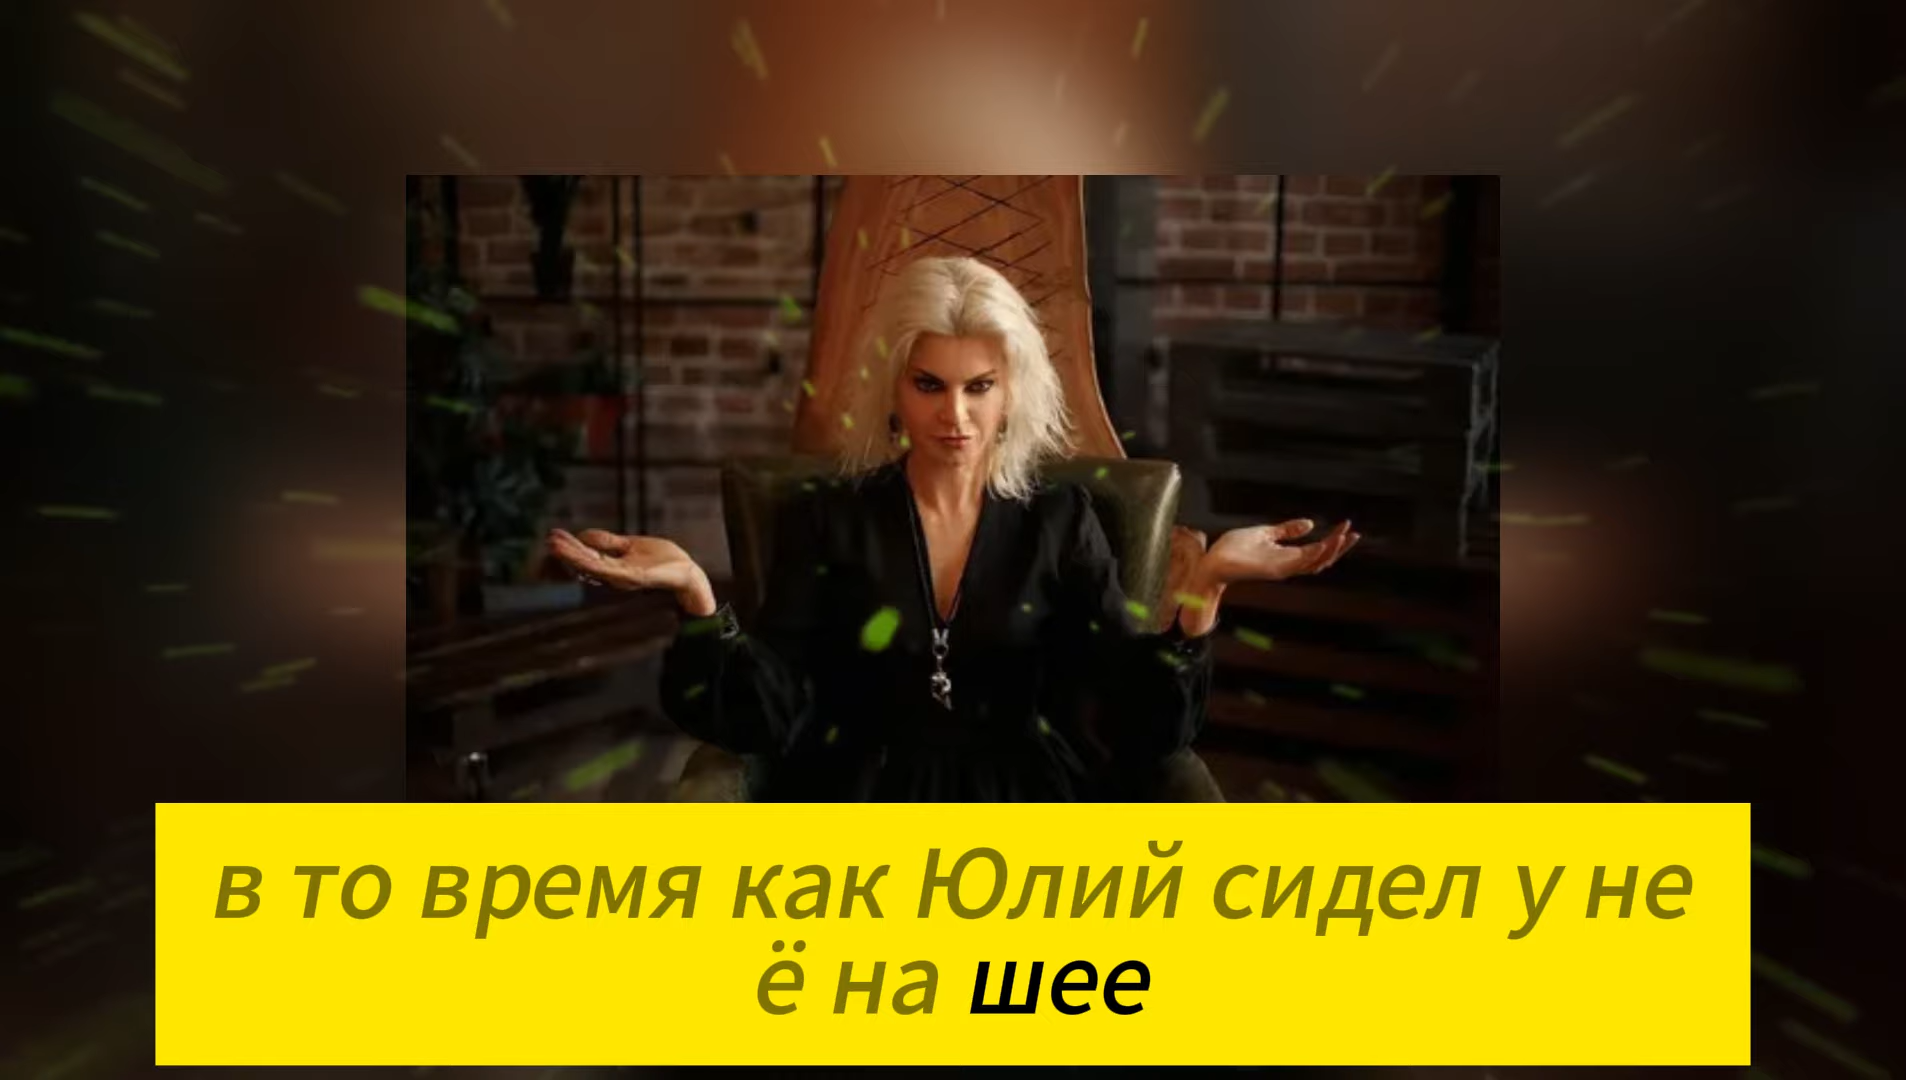 в то время как Юлий сидел у не
ё на шее